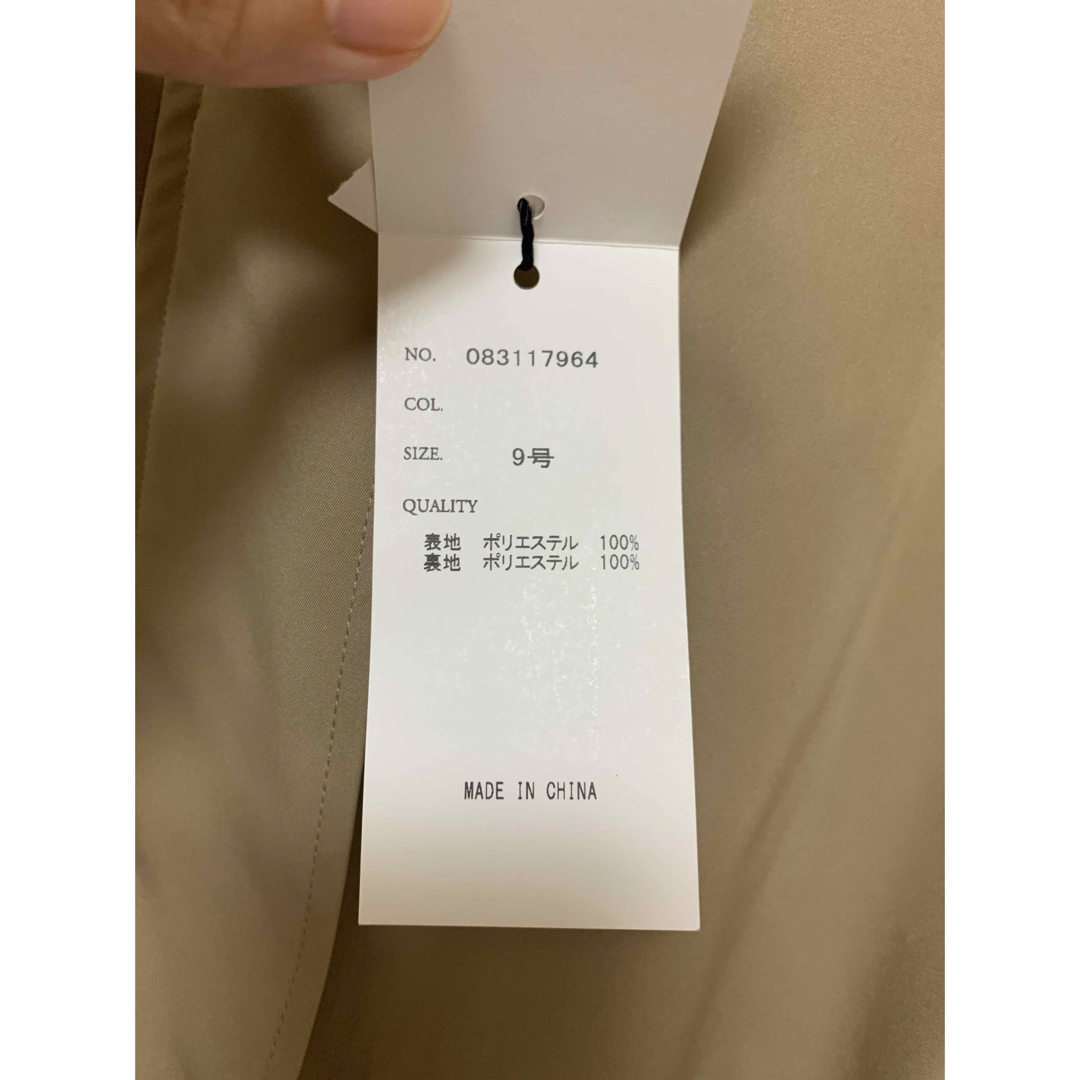 NO. 083117964
COL.
SIZE. 9号
QUALITY
表地 ポリエステル 100%
裏地 ポリエステル 100%
MADE IN CHINA